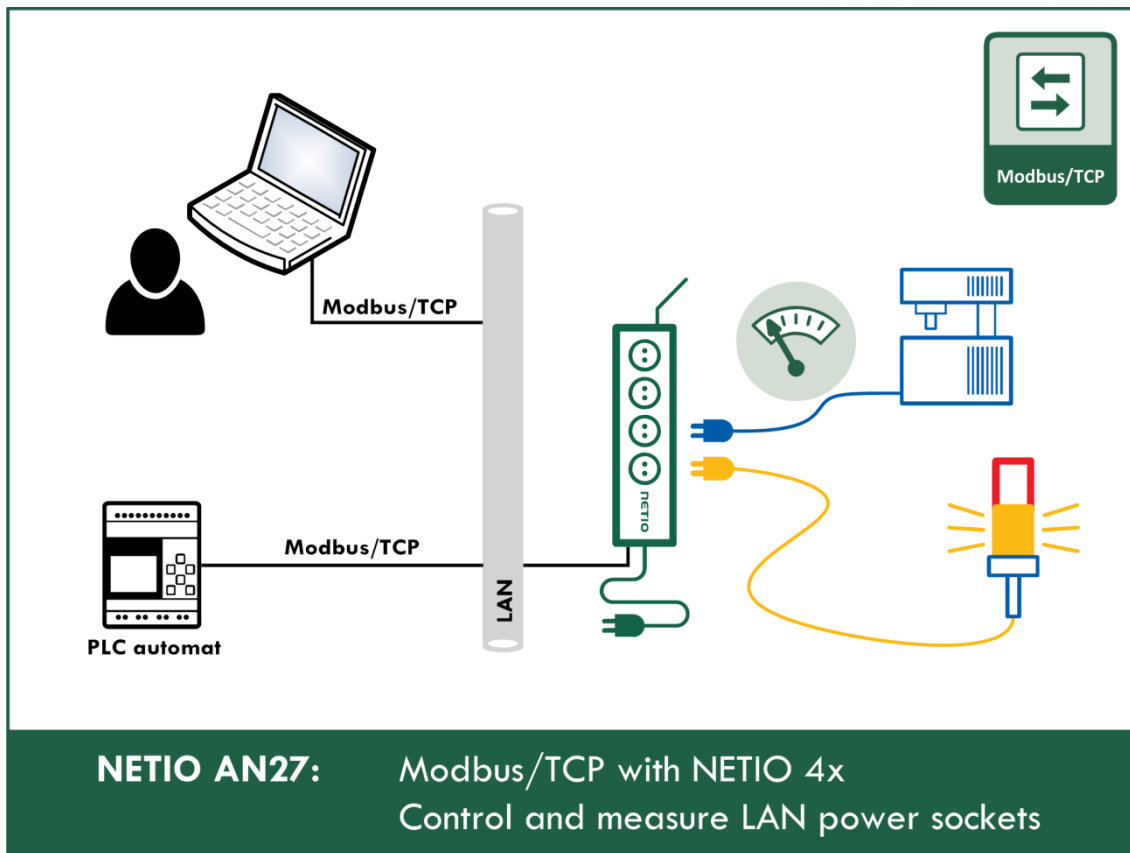 Modbus/TCP
Modbus/TCP
NETIO
Modbus/TCP
LAN
PLC automat
NETIO AN27: Modbus/TCP with NETIO 4x
Control and measure LAN power sockets